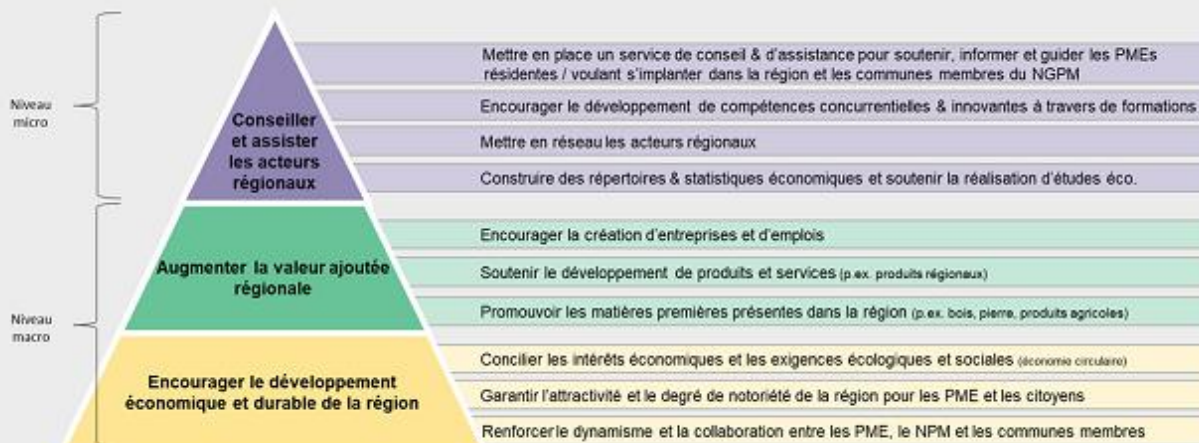 Niveau
micro
Conseiller
et assister
les acteurs
régionaux
Mettre en place un service de conseil & d'assistance pour soutenir, informer et guider les PMEs
résidentes / voulant s'implanter dans la région et les communes membres du NGPM
Encourager le développement de compétences concurrentielles & innovantes à travers de formations
Mettre en réseau les acteurs régionaux
Construire des répertoires & statistiques économiques et soutenir la réalisation d'études éco.
Niveau
macro
Augmenter la valeur ajoutée
régionale
Encourager la création d'entreprises et d'emplois
Soutenir le développement de produits et services (p.ex. produits régionaux)
Promouvoir les matières premières présentes dans la région (p.ex. bois, pierre, produits agricoles)
Encourager le développement
économique et durable de la région
Concilier les intérêts économiques et les exigences écologiques et sociales (économie circulaire)
Garantir l'attractivité et le degré de notoriété de la région pour les PME et les citoyens
Renforcer le dynamisme et la collaboration entre les PME, le NPM et les communes membres